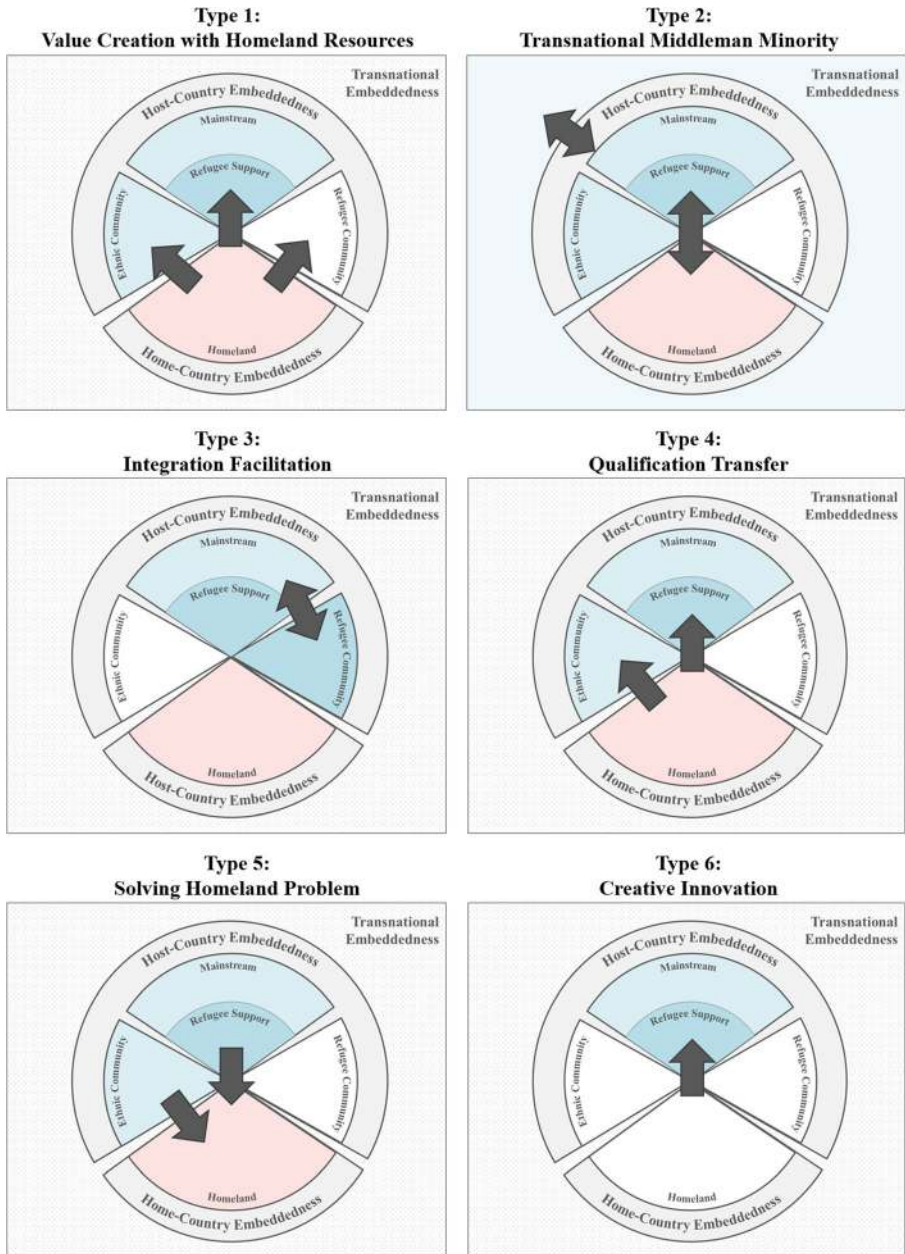 Type 1:
Value Creation with Homeland Resources
Transnational
Embeddedness
Host-Country Embeddedness
Mainstream
Refugee Support
Ethnic Community
Refugee Community
Homeland
Home-Country Embeddedness
Type 2:
Transnational Middleman Minority
Transnational
Embeddedness
Host-Country Embeddedness
Mainstream
Refugee Support
Ethnic Community
Refugee Community
Homeland
Home-Country Embeddedness
Type 3:
Integration Facilitation
Transnational
Embeddedness
Host-Country Embeddedness
Mainstream
Refugee Support
Ethnic Community
Refugee Community
Homeland
Host-Country Embeddedness
Type 4:
Qualification Transfer
Transnational
Embeddedness
Host-Country Embeddedness
Mainstream
Refugee Support
Ethnic Community
Refugee Community
Homeland
Home-Country Embeddedness
Type 5:
Solving Homeland Problem
Transnational
Embeddedness
Host-Country Embeddedness
Mainstream
Refugee Support
Ethnic Community
Refugee Community
Homeland
Home-Country Embeddedness
Type 6:
Creative Innovation
Transnational
Embeddedness
Host-Country Embeddedness
Mainstream
Refugee Support
Ethnic Community
Refugee Community
Homeland
Home-Country Embeddedness